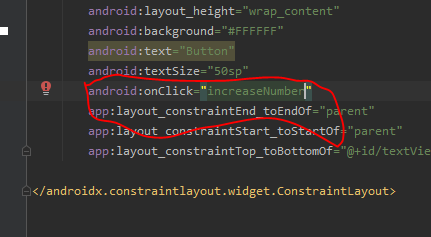 android:layout_height="wrap_content"
android:background="#FFFFFF"
android:text="Button"
android:textSize="50sp"
android:onClick="increaseNumber"
app:layout_constraintEnd_toEndOf="parent"
app:layout_constraintStart_toStartOf="parent"
app:layout_constraintTop_toBottomOf="@+id/textVie
</androidx.constraintlayout.widget.ConstraintLayout>